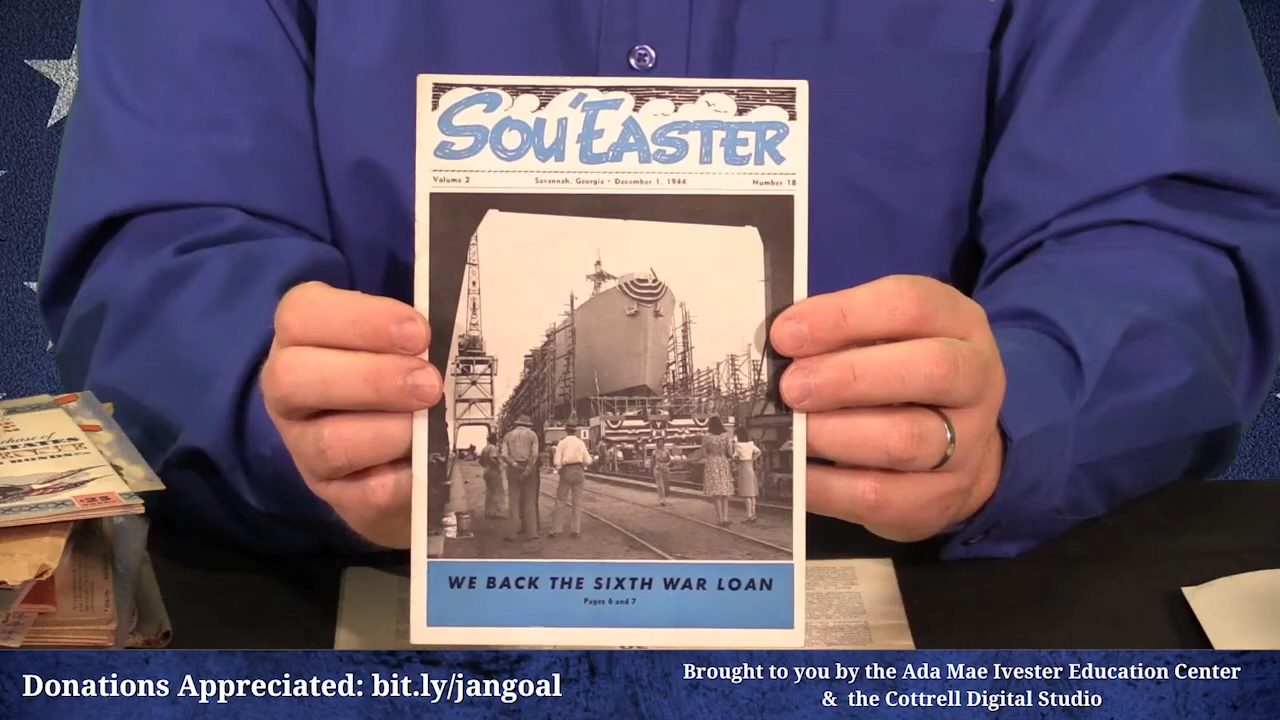 Sou'Easter
Volume 2 Savannah, Georgia • December 1, 1944 Number 18
WE BACK THE SIXTH WAR LOAN
Pages 6 and 7
25
Donations Appreciated: bit.ly/jangoal
Brought to you by the Ada Mae Ivester Education Center
& the Cottrell Digital Studio